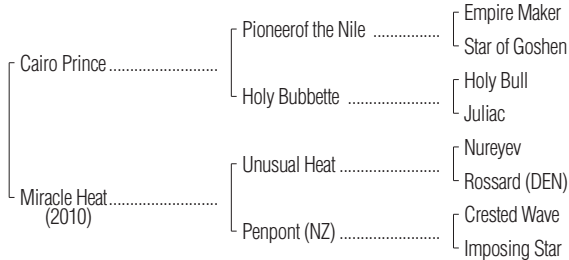 Empire Maker
Pioneerof the Nile ..................
Star of Goshen
Cairo Prince .............................
Holy Bull
Holy Bubbette .........................
Juliac
Nureyev
Unusual Heat ...........................
Rossard (DEN)
Miracle Heat .............................
(2010)
Crested Wave
Penpont (NZ) ...........................
Imposing Star